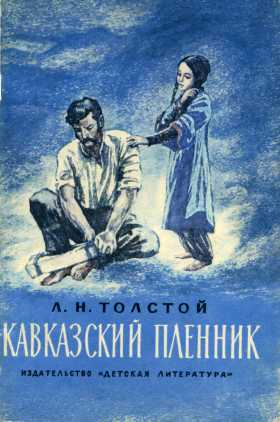 Л. Н. ТОЛСТОЙ
КАВКАЗСКИЙ ПЛЕННИК
ИЗДАТЕЛЬСТВО «ДЕТСКАЯ ЛИТЕРАТУРА»